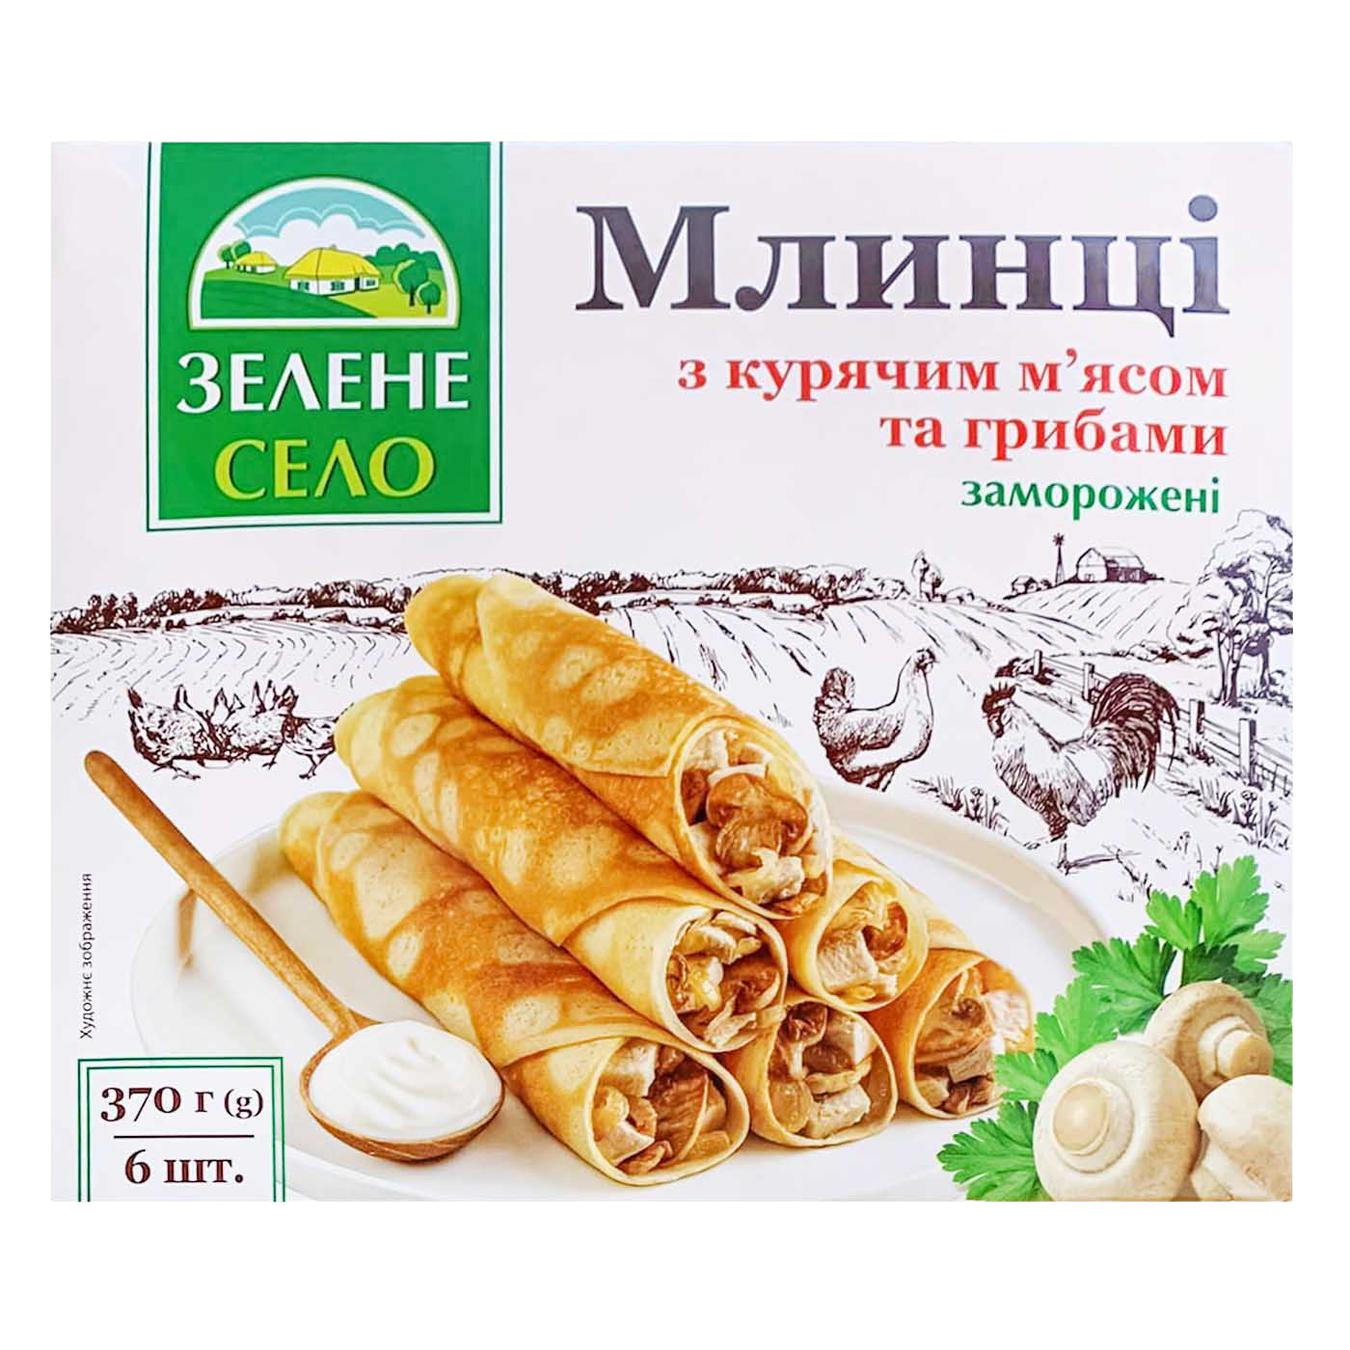 ЗЕЛЕНЕ
СЕЛО
Млинці
з курячим м’ясом
та грибами
заморожені
Художнє зображення
370 г (g)
6 шт.